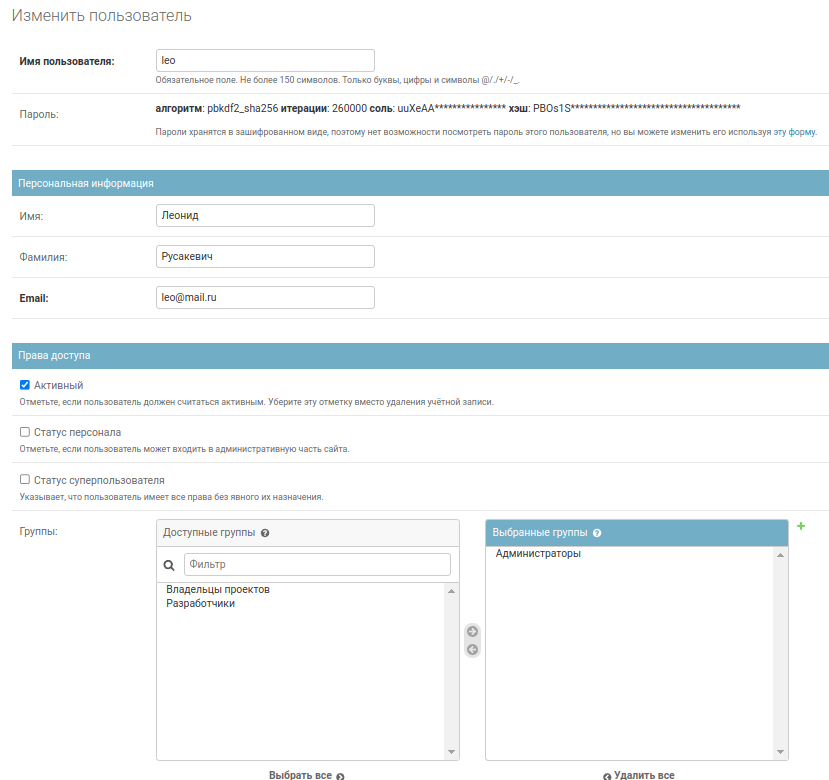 Изменить пользователь
Имя пользователя: leo
Обязательное поле. Не более 150 символов. Только буквы, цифры и символы @/./+/-/_.
Пароль: алгоритм: pbkdf2_sha256 итерации: 260000 соль: uuXeAA**************** хэш: PBOs1S**************************************
Пароли хранятся в зашифрованном виде, поэтому нет возможности посмотреть пароль этого пользователя, но вы можете изменить его используя эту форму.
Персональная информация
Имя: Леонид
Фамилия: Русакевич
Email: leo@mail.ru
Права доступа
Активный
Отметьте, если пользователь должен считаться активным. Уберите эту отметку вместо удаления учётной записи.
Статус персонала
Отметьте, если пользователь может входить в административную часть сайта.
Статус суперпользователя
Указывает, что пользователь имеет все права без явного их назначения.
Группы: Доступные группы ? Выбранные группы ? +
Фильтр Администраторы
Владельцы проектов
Разработчики
Выбрать все Удалить все